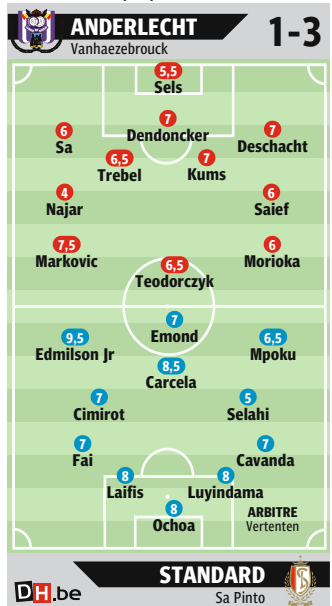 ANDERLECHT 1-3
Vanhaezebrouck
5,5
Sels
7
Dendoncker
6
Sa
7
Deschacht
6,5
Trebel
7
Kums
4
Najar
6
Saief
7,5
Markovic
6
Morioka
6,5
Teodorczyk
7
Emond
9,5
Edmilson Jr
6,5
Mpoku
8,5
Carcela
7
Cimirot
5
Selahi
7
Fai
7
Cavanda
8
Laifis
8
Luyindama
8
Ochoa
ARBITRE
Vertenten
STANDARD
Sa Pinto
DH.be